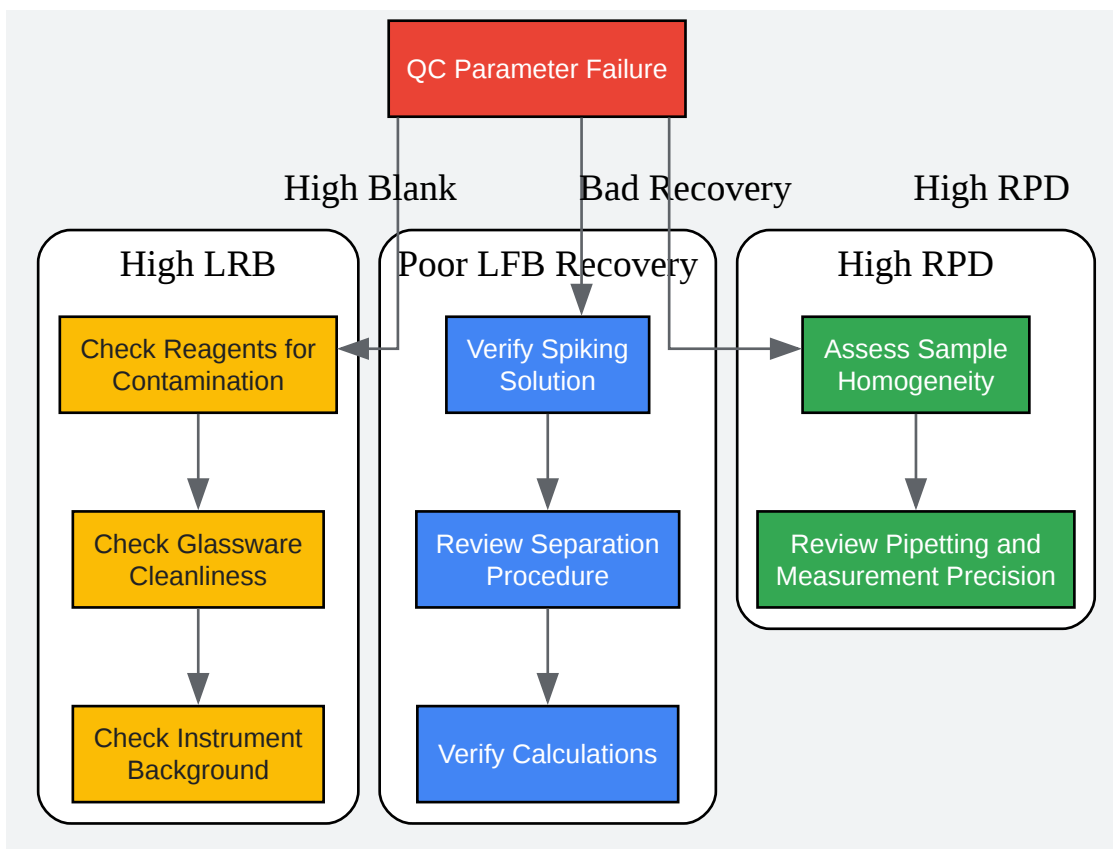 QC Parameter Failure
High Blank
Bad Recovery
High RPD
High LRB
Check Reagents for
Contamination
Check Glassware
Cleanliness
Check Instrument
Background
Poor LFB Recovery
Verify Spiking
Solution
Review Separation
Procedure
Verify Calculations
High RPD
Assess Sample
Homogeneity
Review Pipetting and
Measurement Precision